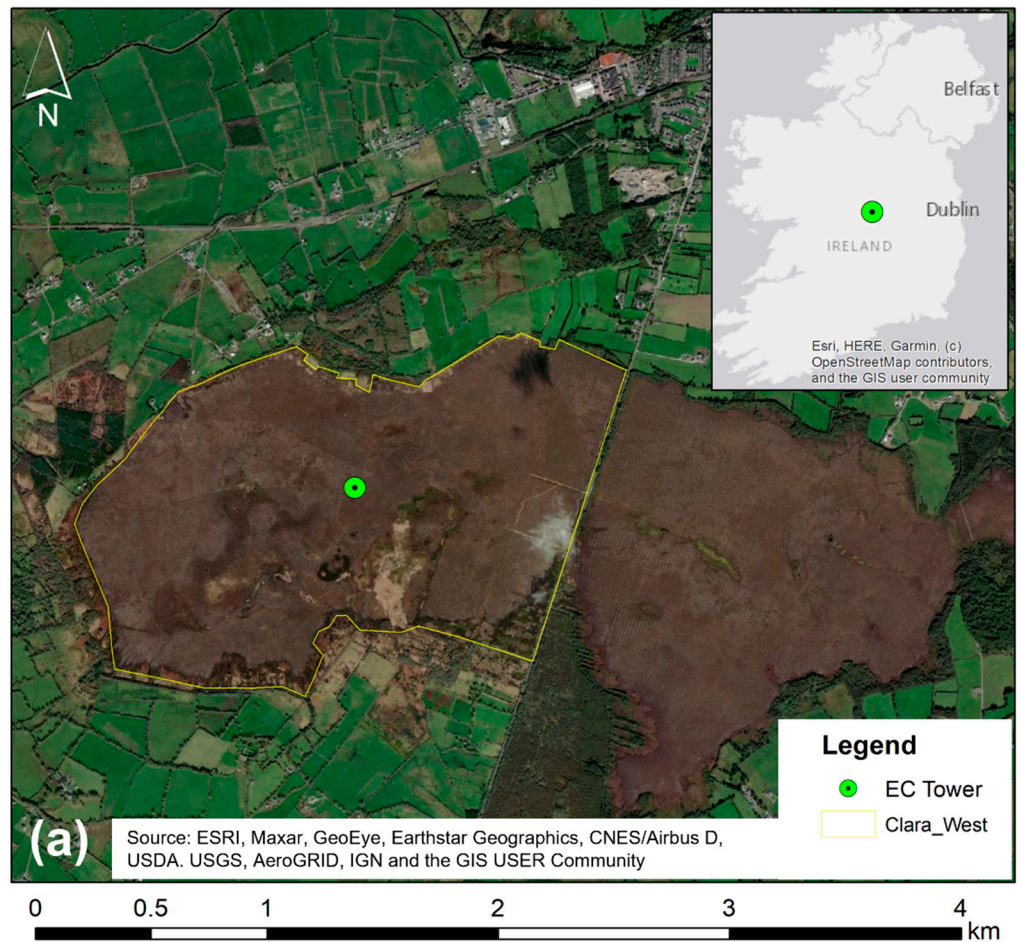 N
Belfast
Dublin
IRELAND
Esri, HERE, Garmin, (c)
OpenStreetMap contributors,
and the GIS user community
Legend
EC Tower
Clara_West
(a)
Source: ESRI, Maxar, GeoEye, Earthstar Geographics, CNES/Airbus D,
USDA. USGS, AeroGRID, IGN and the GIS USER Community
0 0.5 1 2 3 4
km